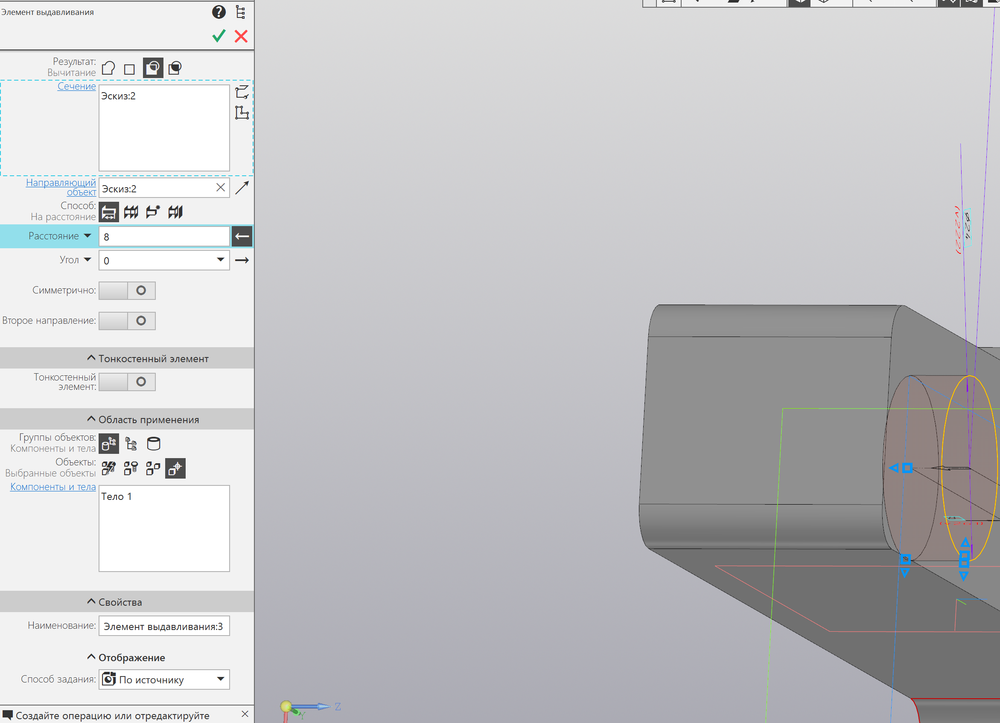 Элемент выдавливания
Результат:
Вычитание
Сечение
Эскиз:2
Направляющий
объект
Эскиз:2
Способ:
На расстояние
Расстояние
8
Угол
0
Симметрично:
Второе направление:
Тонкостенный элемент
Тонкостенный
элемент:
Область применения
Группы объектов:
Компоненты и тела
Объекты:
Выбранные объекты
Компоненты и тела
Тело 1
Свойства
Наименование:
Элемент выдавливания:3
Отображение
Способ задания:
По источнику
Создайте операцию или отредактируйте
Z
Y
(v222)
⌀24